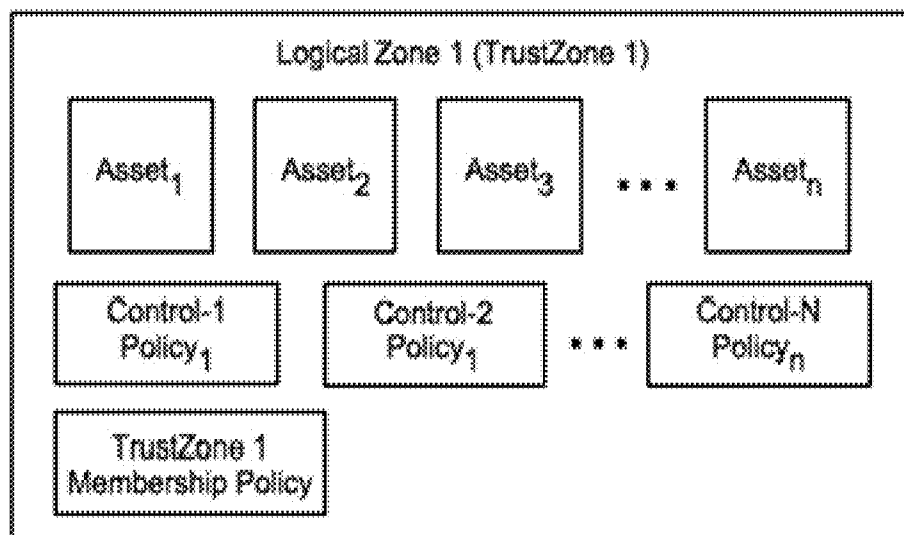 Logical Zone 1 (TrustZone 1)
Asset1
Asset2
Asset3
...
Assetn
Control-1
Policy1
Control-2
Policy1
...
Control-N
Policyn
TrustZone 1
Membership Policy